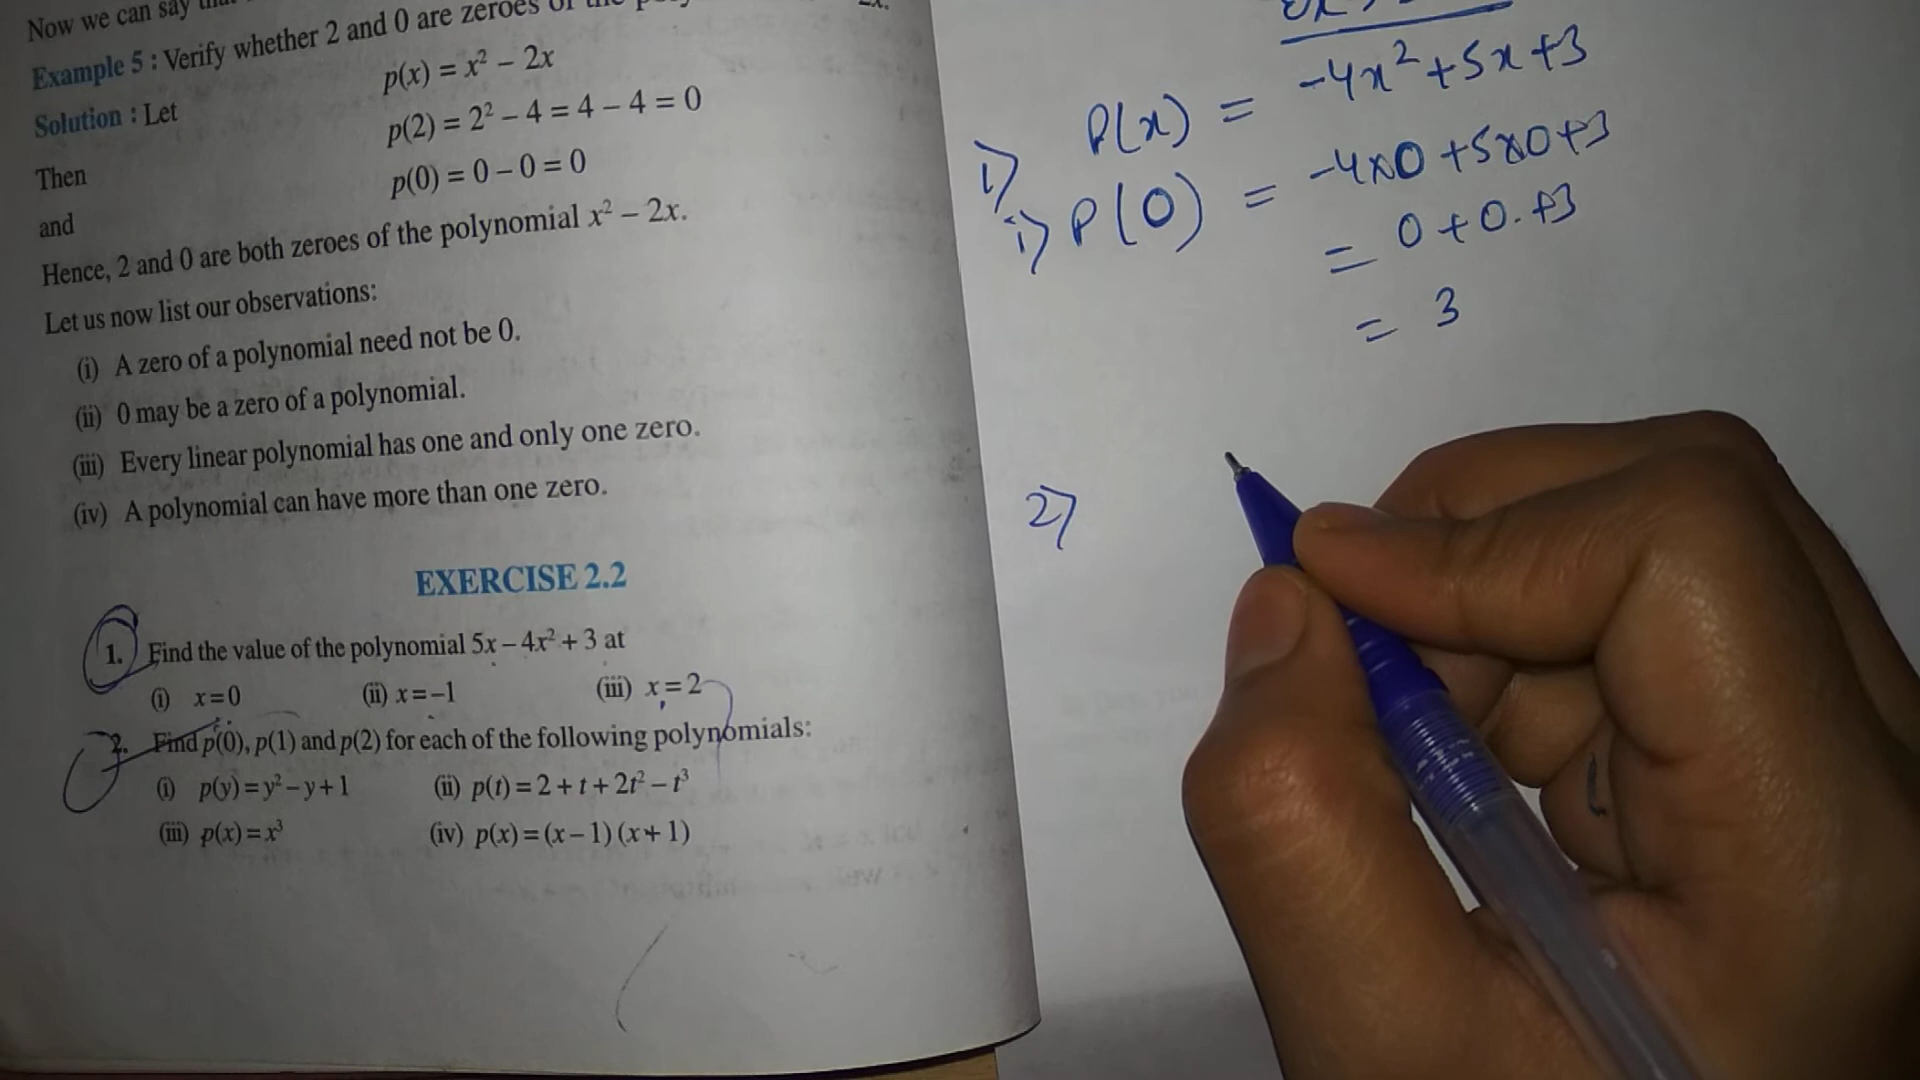 Now we can say
Example 5 : Verify whether 2 and 0 are zeroes of the 2x.
Solution : Let p(x) = x² – 2x
Then p(2) = 2² – 4 = 4 – 4 = 0
and p(0) = 0 – 0 = 0
Hence, 2 and 0 are both zeroes of the polynomial x² – 2x.
Let us now list our observations:
(i) A zero of a polynomial need not be 0.
(ii) 0 may be a zero of a polynomial.
(iii) Every linear polynomial has one and only one zero.
(iv) A polynomial can have more than one zero.
EXERCISE 2.2
1. Find the value of the polynomial 5x – 4x² + 3 at
(i) x = 0 (ii) x = –1 (iii) x = 2
2. Find p(0), p(1) and p(2) for each of the following polynomials:
(i) p(y) = y² – y + 1 (ii) p(t) = 2 + t + 2t² – t³
(iii) p(x) = x³ (iv) p(x) = (x – 1) (x + 1)
1) P(x) = -4x² + 5x + 3
i) P(0) = -4x0 + 5x0 + 3
= 0 + 0. + 3
= 3
2)